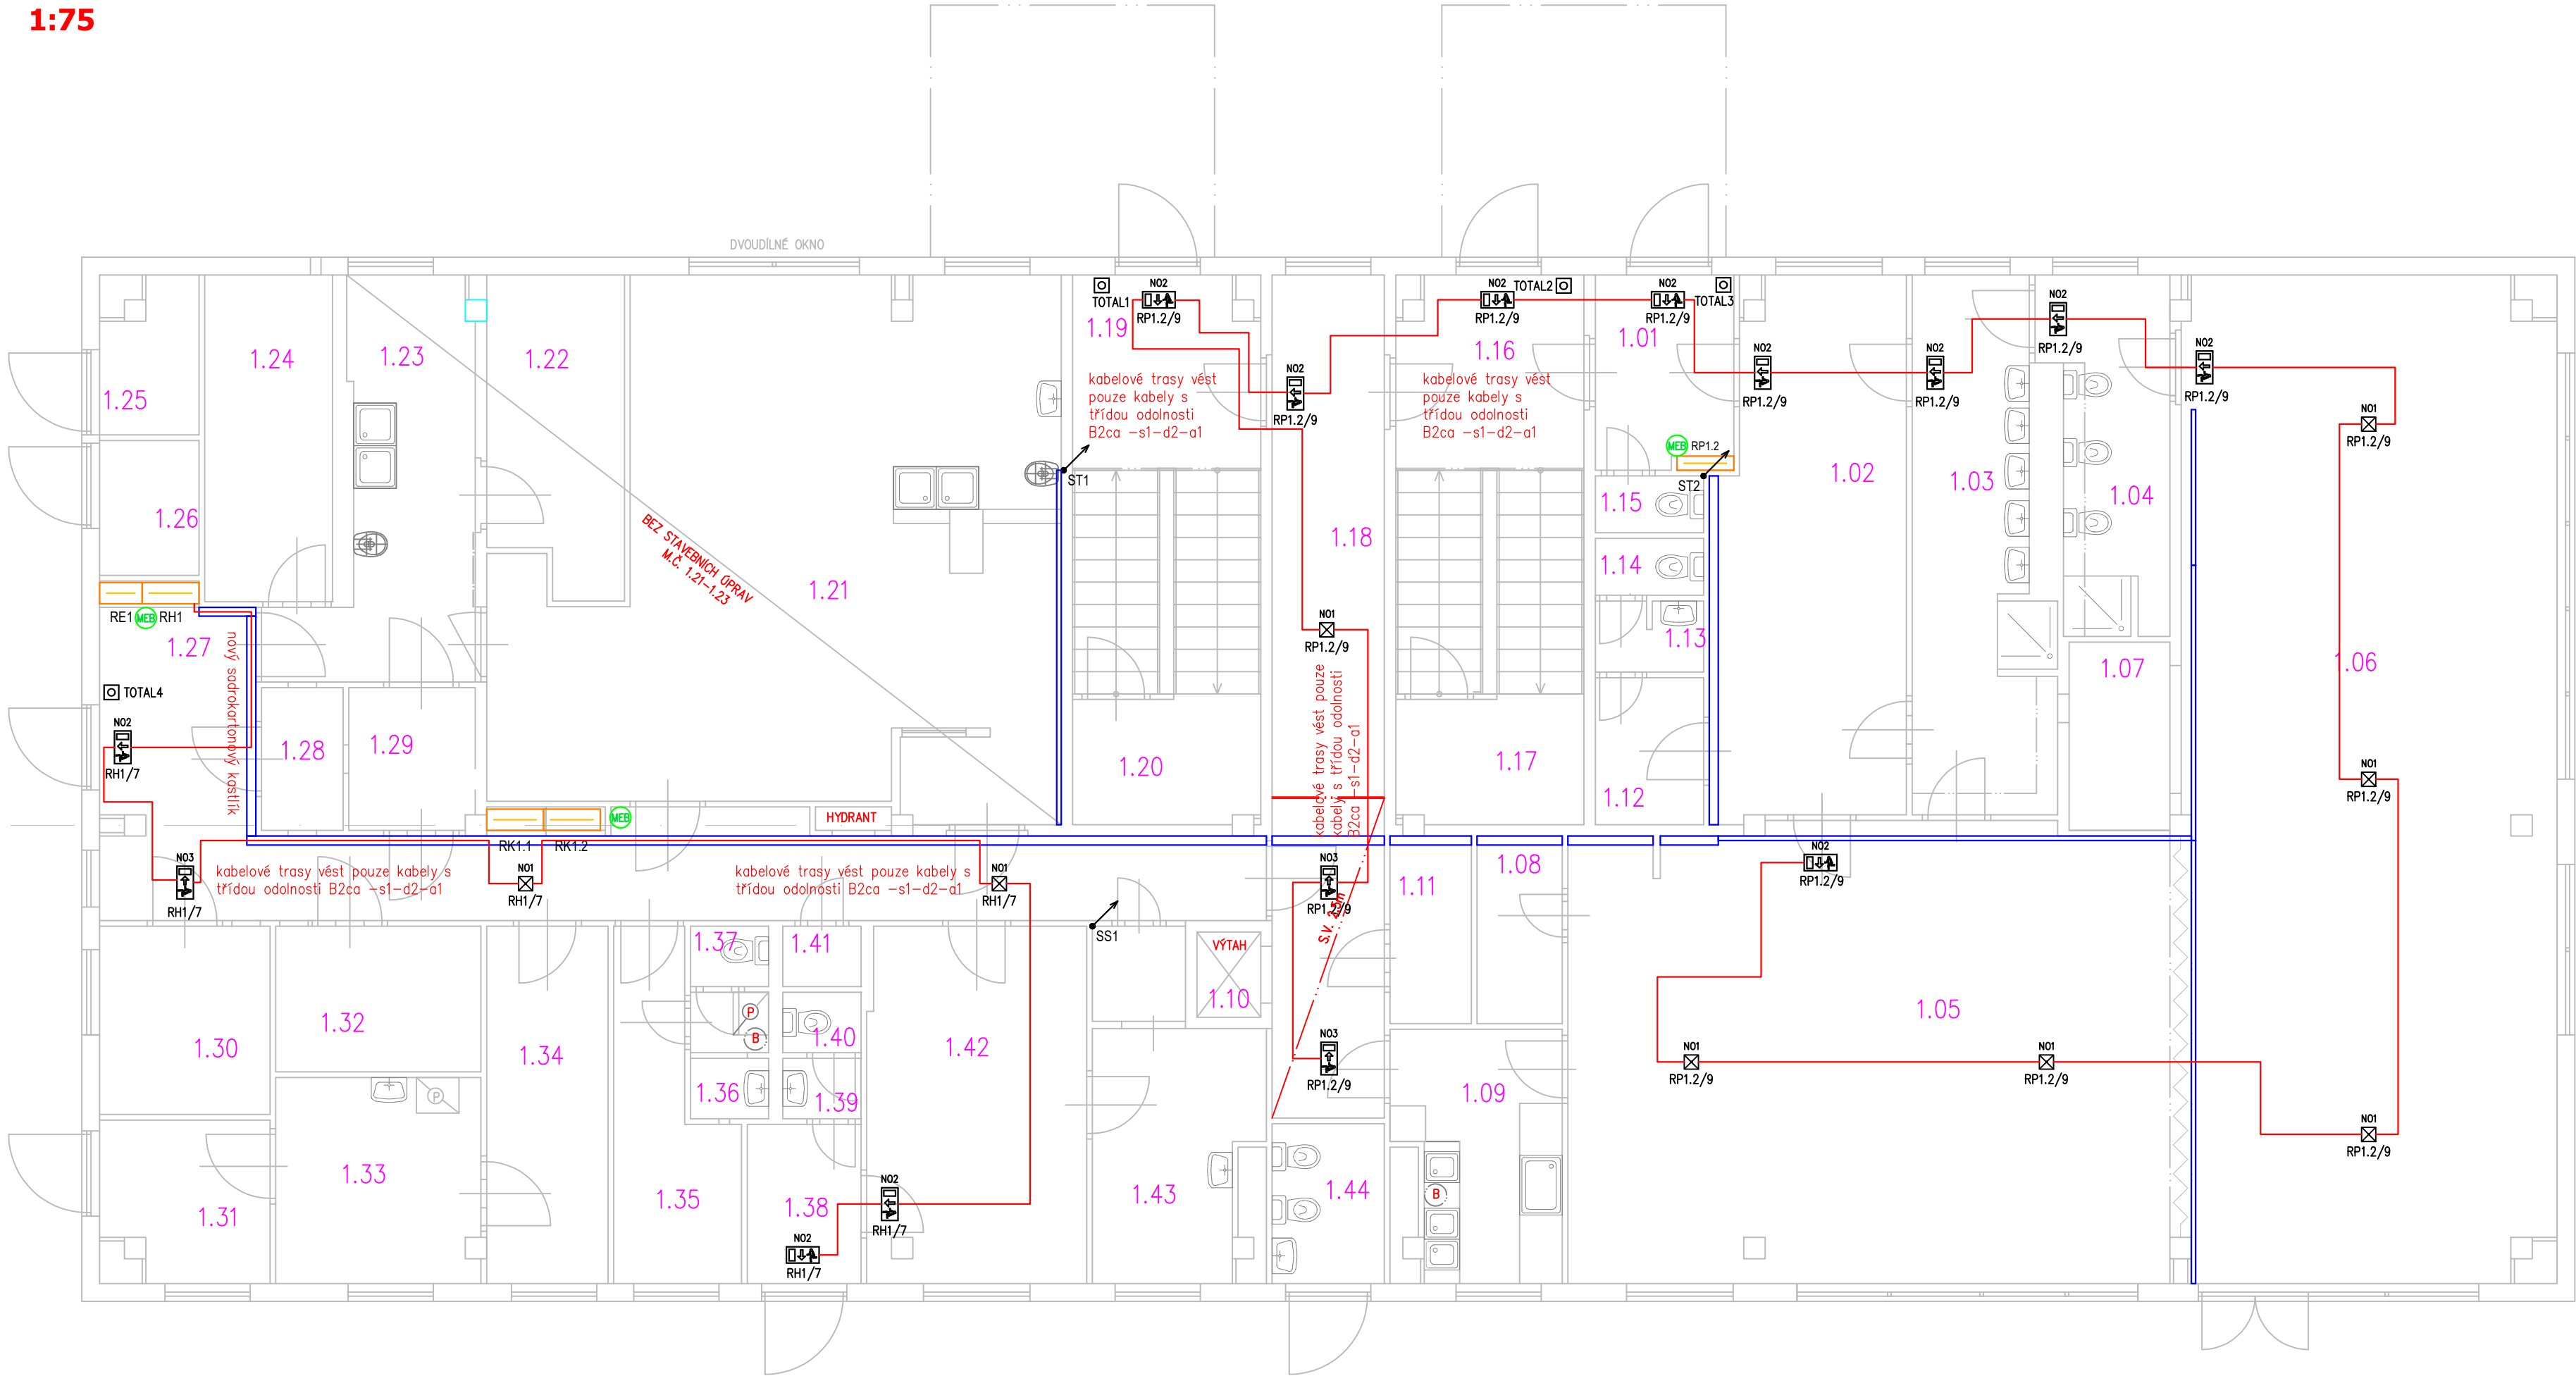 1:75
DVOUDÍLNÉ OKNO
NO2
TOTAL1
RP1.2/9
1.19
NO2
TOTAL2
RP1.2/9
1.16
NO2
TOTAL3
RP1.2/9
1.01
NO2
RP1.2/9
NO2
RP1.2/9
NO2
RP1.2/9
NO2
RP1.2/9
NO2
RP1.2/9
1.25
1.24
1.23
1.22
kabelové trasy vést
pouze kabely s
třídou odolnosti
B2ca -s1-d2-a1
kabelové trasy vést
pouze kabely s
třídou odolnosti
B2ca -s1-d2-a1
NO1
RP1.2/9
MEB
RP1.2
ST1
ST2
1.26
1.15
1.02
1.03
1.04
1.18
1.14
BEZ STAVEBNÍCH ÚPRAV
M.Č. 1.21-1.23
1.21
RE1
MEB
RH1
1.27
nový sadrokartonový kastlík
NO1
RP1.2/9
1.13
1.07
1.06
TOTAL4
NO2
RH1/7
1.28
1.29
1.20
kabelové trasy vést pouze
kabely s třídou odolnosti
B2ca -s1-d2-a1
1.17
1.12
NO1
RP1.2/9
MEB
HYDRANT
RK1.1
RK1.2
NO3
RH1/7
kabelové trasy vést pouze kabely s
třídou odolnosti B2ca -s1-d2-a1
NO1
RH1/7
kabelové trasy vést pouze kabely s
třídou odolnosti B2ca -s1-d2-a1
NO1
RH1/7
NO3
RP1.2/9
S.V. 2,5m
1.11
1.08
NO2
RP1.2/9
SS1
VÝTAH
1.10
1.37
1.41
1.05
1.30
1.32
1.34
P
B
1.40
1.42
NO3
RP1.2/9
NO1
RP1.2/9
NO1
RP1.2/9
P
1.36
1.39
1.09
NO1
RP1.2/9
1.33
1.31
1.35
1.38
NO2
RH1/7
NO2
RH1/7
1.43
1.44
B